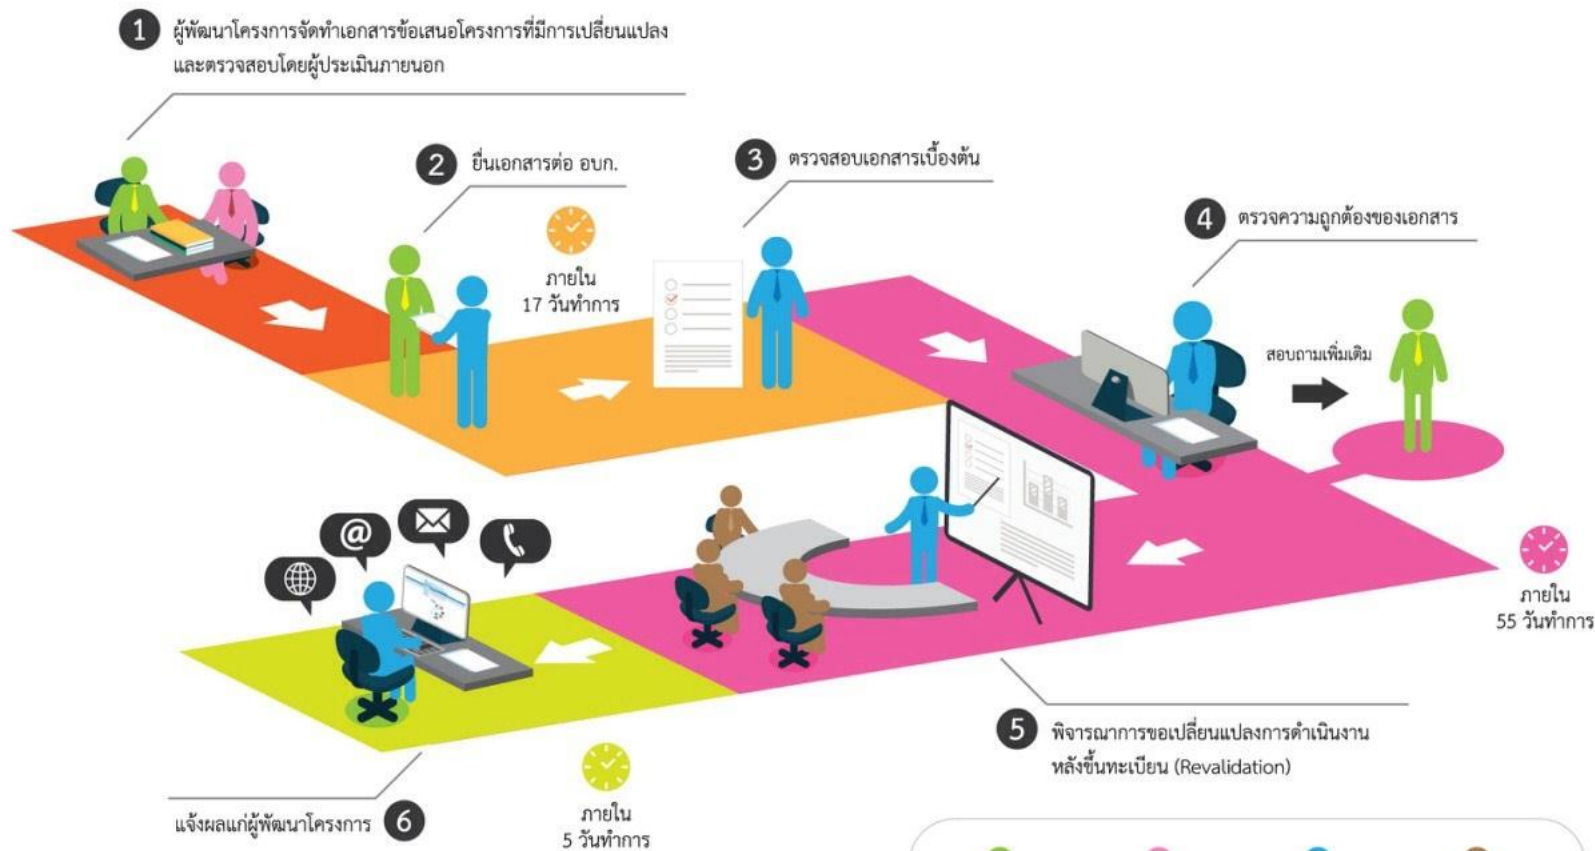 1 ผู้พัฒนาโครงการจัดทำเอกสารข้อเสนอโครงการที่มีการเปลี่ยนแปลง
และตรวจสอบโดยผู้ประเมินภายนอก
2 ยื่นเอกสารต่อ อบก.
ภายใน
17 วันทำการ
3 ตรวจสอบเอกสารเบื้องต้น
4 ตรวจความถูกต้องของเอกสาร
สอบถามเพิ่มเติม
ภายใน
55 วันทำการ
5 พิจารณาการขอเปลี่ยนแปลงการดำเนินงาน
หลังขึ้นทะเบียน (Revalidation)
@
แจ้งผลแก่ผู้พัฒนาโครงการ 6
ภายใน
5 วันทำการ